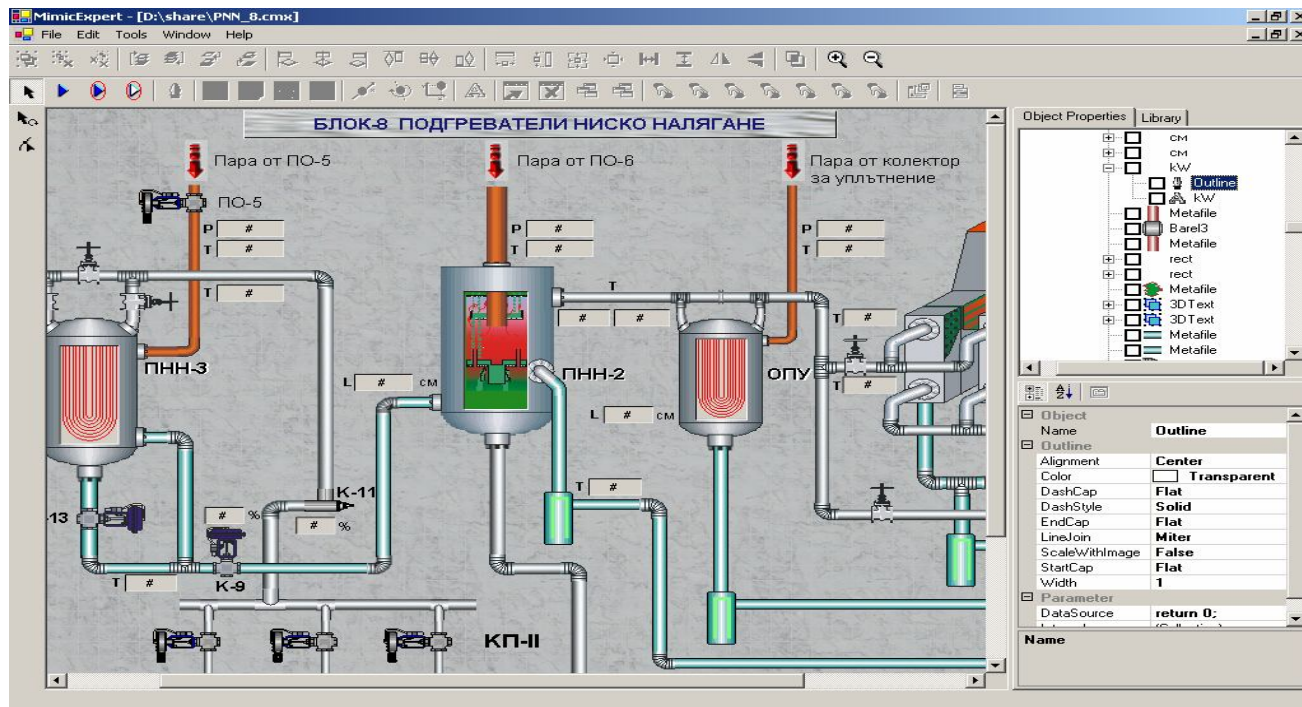 MimicExpert - [D:\share\PNN_8.cmx]
File Edit Tools Window Help
БЛОК-8 ПОДГРЕВАТЕЛИ НИСКО НАЛЯГАНЕ
Пара от ПО-5
Пара от ПО-6
Пара от колектор
за уплътнение
ПО-5
P #
T #
P #
T #
P #
T #
T #
T
# #
T #
T #
ПНН-3
L # см
ПНН-2
ОПУ
L # см
T #
К-11
-13
# %
# %
T #
К-9
КП-II
Object Properties Library
см
см
kW
Outline
kW
Metafile
Barel3
Metafile
rect
rect
Metafile
3DText
3DText
Metafile
Metafile
Object
Name Outline
Outline
Alignment Center
Color Transparent
DashCap Flat
DashStyle Solid
EndCap Flat
LineJoin Miter
ScaleWithImage False
StartCap Flat
Width 1
Parameter
DataSource return 0;
Name